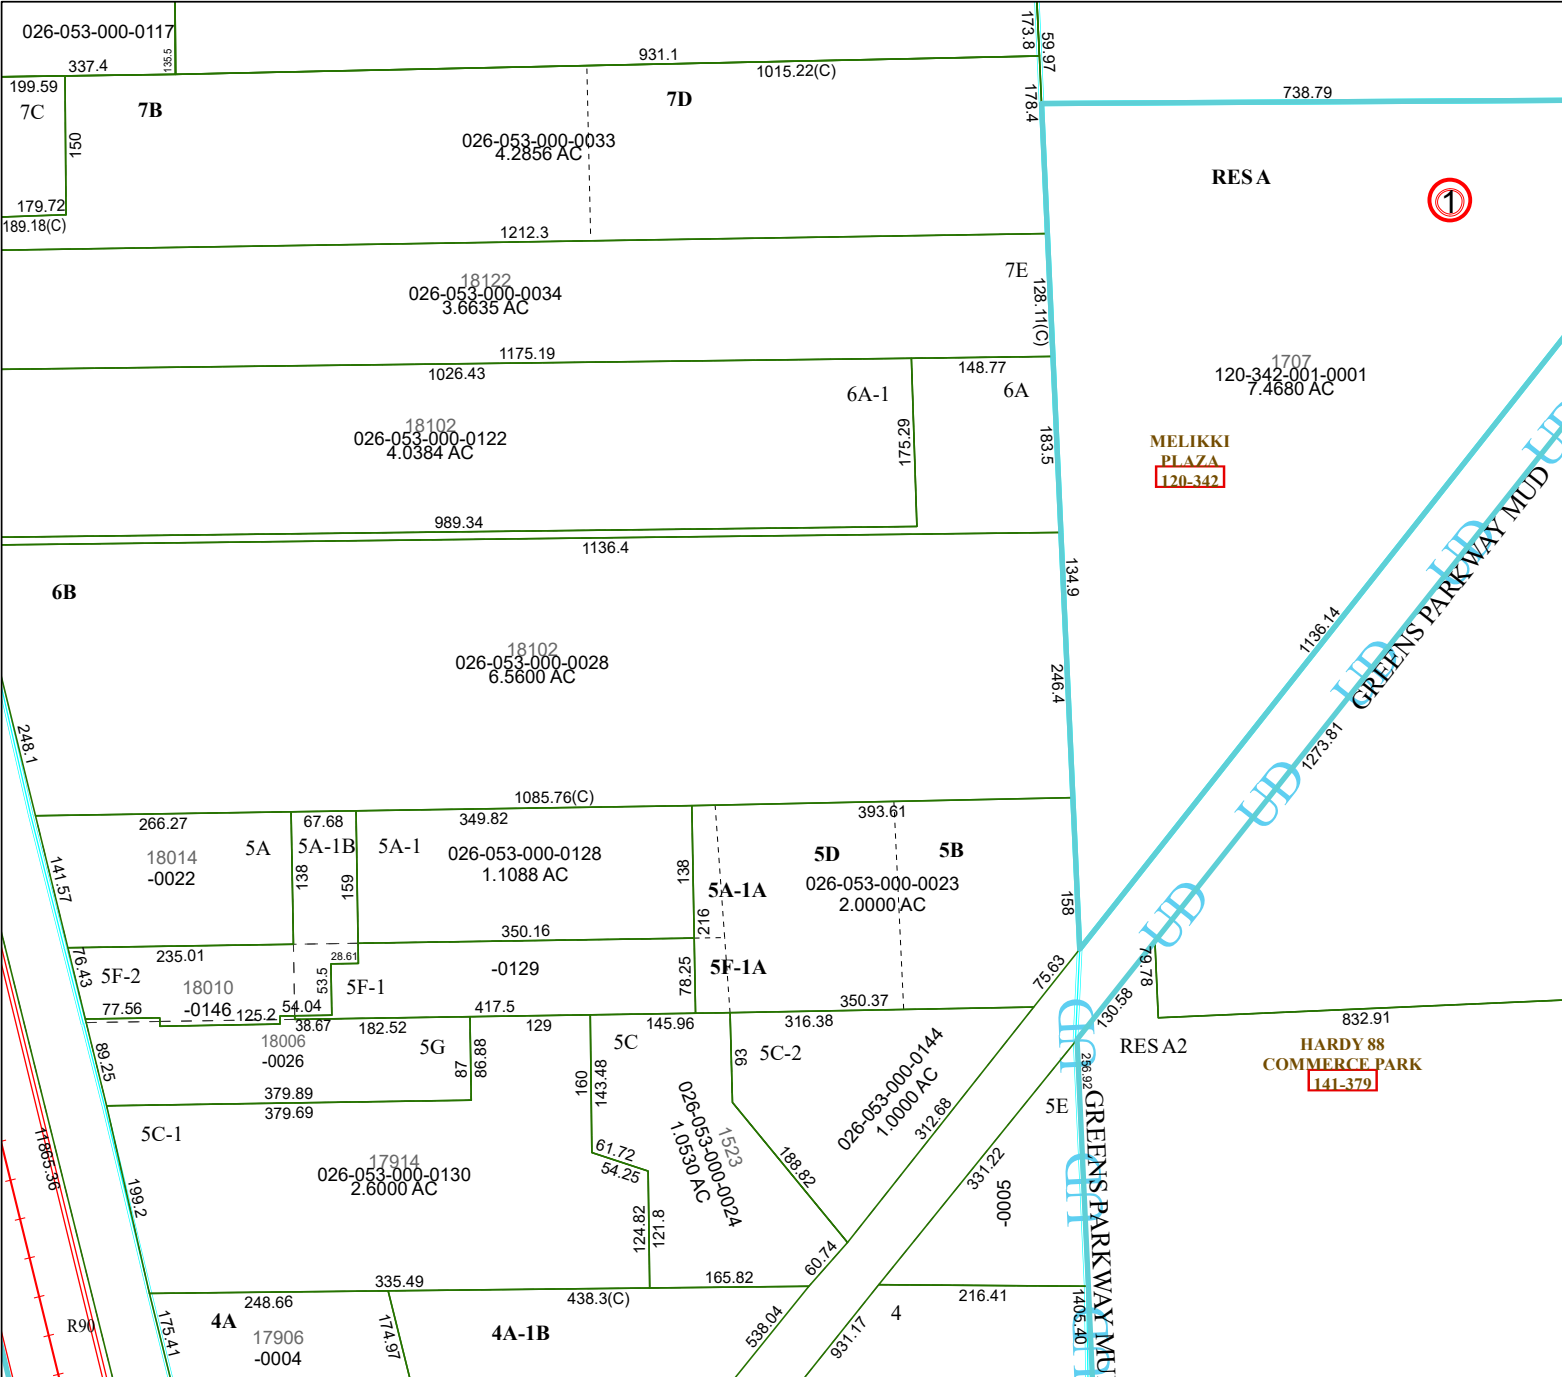 026-053-000-0117
135.5
337.4
931.1
1015.22(C)
173.8
59.97
178.4
738.79
199.59
7C
7B
7D
150
026-053-000-0033
4.2856 AC
RES A
1
179.72
189.18(C)
1212.3
7E
18122
026-053-000-0034
3.6635 AC
128.11(C)
1175.19
1026.43
148.77
6A-1
6A
1707
120-342-001-0001
7.4680 AC
18102
026-053-000-0122
4.0384 AC
175.29
183.5
MELIKKI
PLAZA
120-342
989.34
1136.4
134.9
6B
18102
026-053-000-0028
6.5600 AC
246.4
1136.14
UD
UD
UD
UD
UD
GREENS PARKWAY MUD
1273.81
248.1
1085.76(C)
266.27
67.68
349.82
393.61
5A
5A-1B
5A-1
18014
-0022
141.57
138
159
026-053-000-0128
1.1088 AC
138
5D
5B
5A-1A
026-053-000-0023
2.0000 AC
158
216
350.16
235.01
28.61
76.43
5F-2
53.5
5F-1
-0129
78.25
5F-1A
75.63
79.78
18010
-0146
77.56
125.2
54.04
38.67
417.5
350.37
130.58
182.52
129
145.96
316.38
832.91
18006
-0026
89.25
5G
87
86.88
5C
93
5C-2
RES A2
HARDY 88
COMMERCE PARK
141-379
160
143.48
026-053-000-0144
1.0000 AC
312.68
256.92
5E
379.89
379.69
5C-1
17914
026-053-000-0130
2.6000 AC
61.72
54.25
1523
026-053-000-0024
1.0530 AC
188.82
331.22
-0005
GREENS PARKWAY MU
11865.36
199.2
124.82
121.8
60.74
335.49
165.82
248.66
438.3(C)
216.41
1405.40
R90
175.41
4A
17906
-0004
174.97
4A-1B
538.04
931.17
4